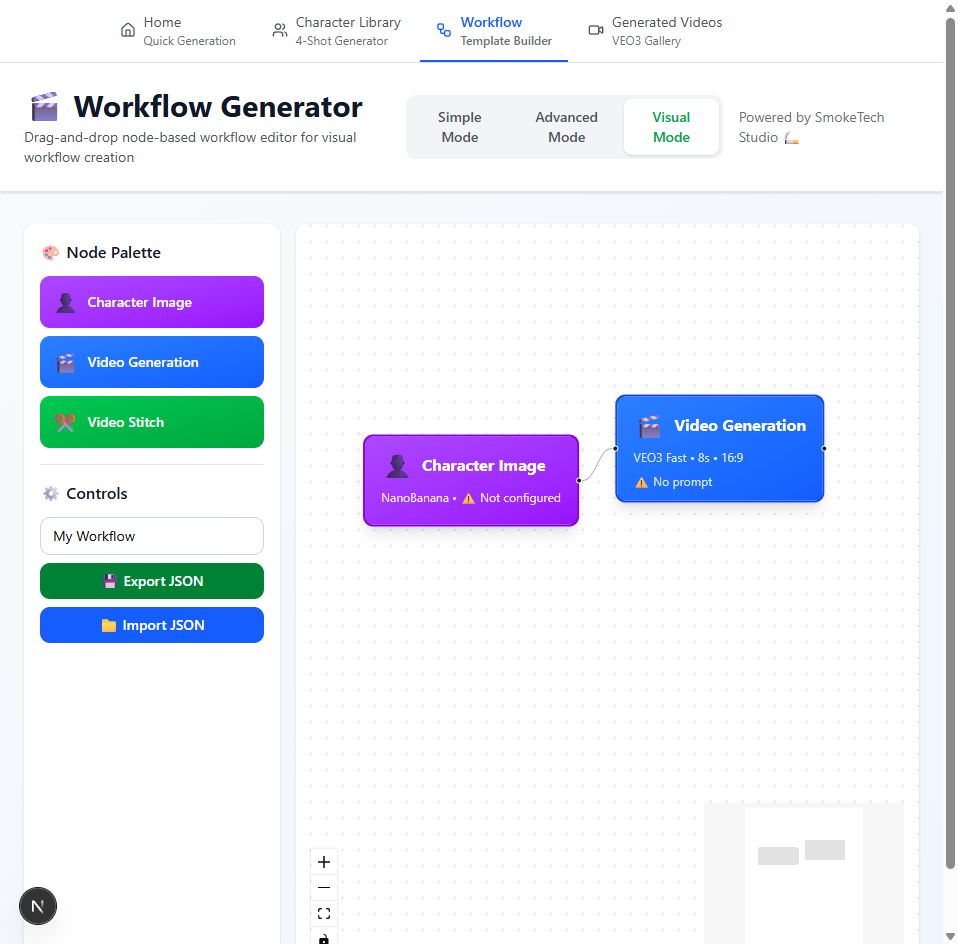 Home
Quick Generation
Character Library
4-Shot Generator
Workflow
Template Builder
Generated Videos
VEO3 Gallery
Workflow Generator
Drag-and-drop node-based workflow editor for visual
workflow creation
Simple
Mode
Advanced
Mode
Visual
Mode
Powered by SmokeTech
Studio
Node Palette
Character Image
Video Generation
Video Stitch
Controls
My Workflow
Export JSON
Import JSON
Character Image
NanoBanana • ⚠️ Not configured
Video Generation
VEO3 Fast • 8s • 16:9
⚠️ No prompt
N